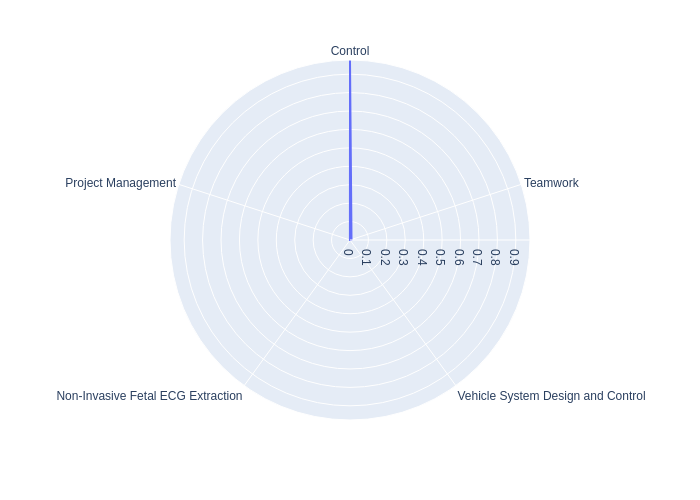 Control
Project Management
Teamwork
0
0.1
0.2
0.3
0.4
0.5
0.6
0.7
0.8
0.9
Non-Invasive Fetal ECG Extraction
Vehicle System Design and Control